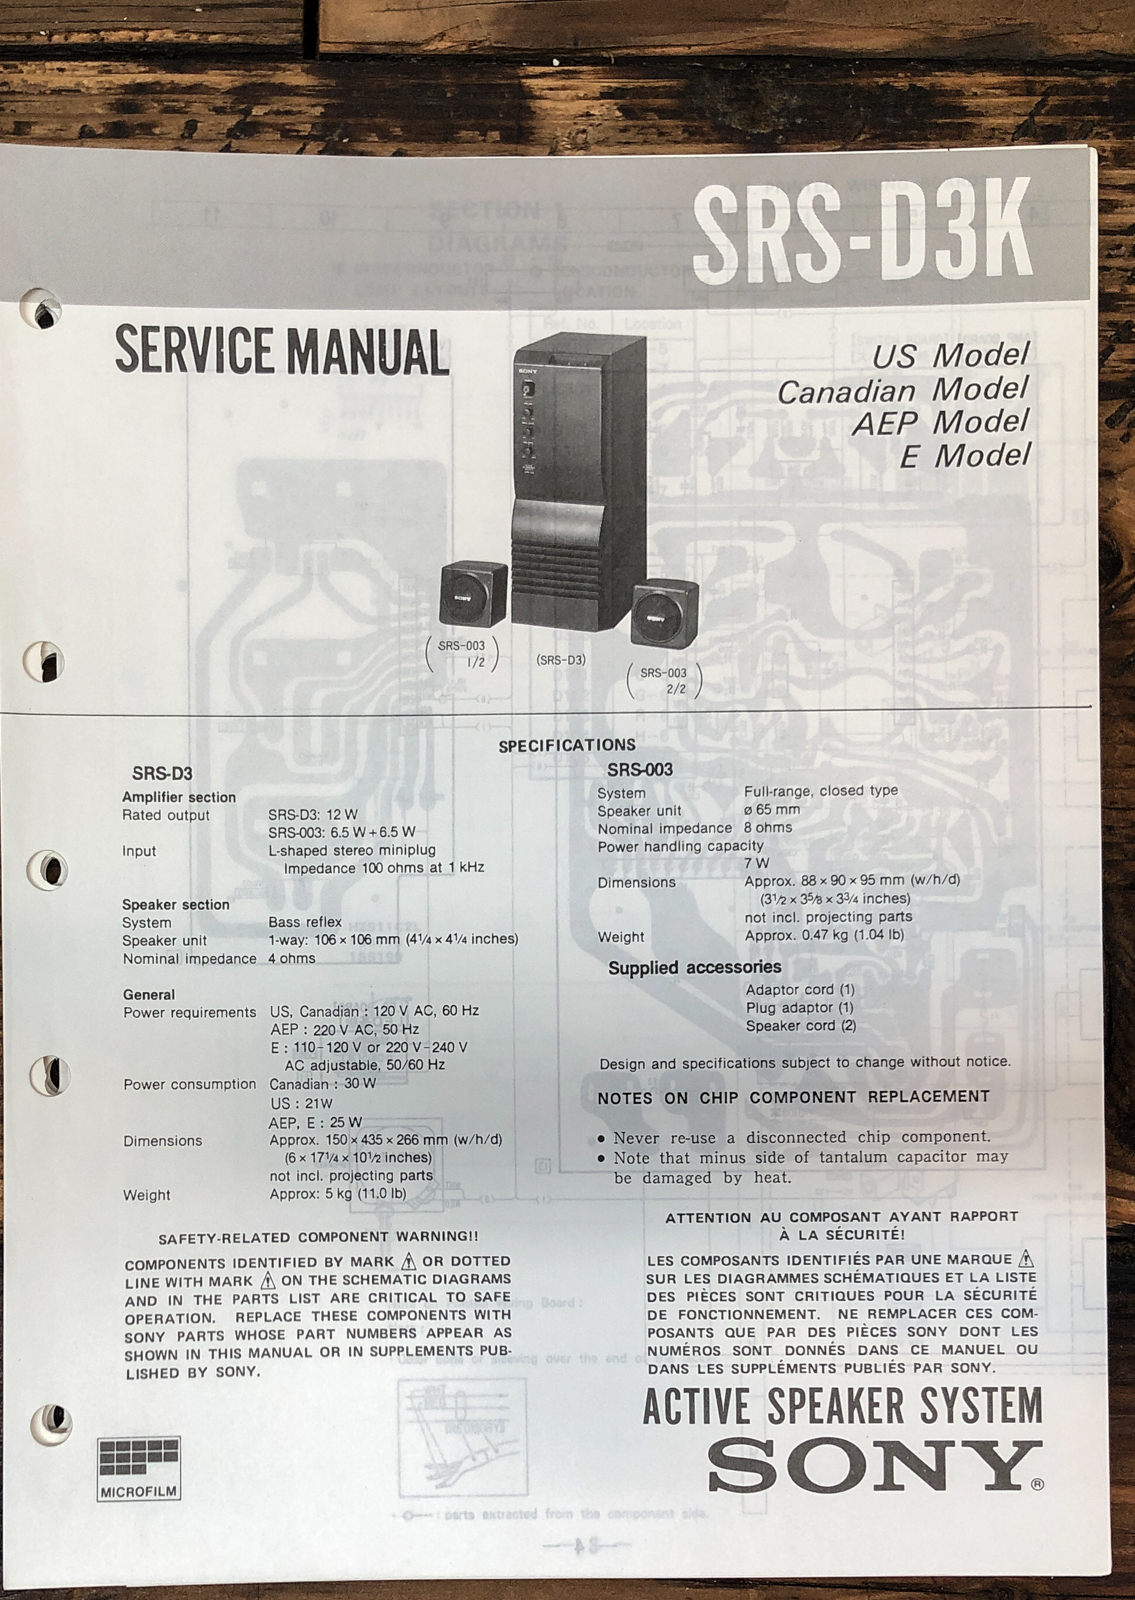 SRS-D3K
SERVICE MANUAL
US Model
Canadian Model
AEP Model
E Model
SONY
SONY
SONY
SRS-003
1/2
(SRS-D3)
SRS-003
2/2
SPECIFICATIONS
SRS-D3
Amplifier section
Rated output SRS-D3: 12 W
SRS-003: 6.5 W + 6.5 W
Input L-shaped stereo miniplug
Impedance 100 ohms at 1 kHz
Speaker section
System Bass reflex
Speaker unit 1-way: 106 × 106 mm (4 1/4 × 4 1/4 inches)
Nominal impedance 4 ohms
General
Power requirements US, Canadian : 120 V AC, 60 Hz
AEP : 220 V AC, 50 Hz
E : 110–120 V or 220 V–240 V
AC adjustable, 50/60 Hz
Power consumption Canadian : 30 W
US : 21W
AEP, E : 25 W
Dimensions Approx. 150 × 435 × 266 mm (w/h/d)
(6 × 17 1/4 × 10 1/2 inches)
not incl. projecting parts
Weight Approx: 5 kg (11.0 lb)
SRS-003
System Full-range, closed type
Speaker unit ø 65 mm
Nominal impedance 8 ohms
Power handling capacity
7 W
Dimensions Approx. 88 × 90 × 95 mm (w/h/d)
(3 1/2 × 3 5/8 × 3 3/4 inches)
not incl. projecting parts
Weight Approx. 0.47 kg (1.04 lb)
Supplied accessories
Adaptor cord (1)
Plug adaptor (1)
Speaker cord (2)
Design and specifications subject to change without notice.
NOTES ON CHIP COMPONENT REPLACEMENT
● Never re-use a disconnected chip component.
● Note that minus side of tantalum capacitor may
be damaged by heat.
SAFETY-RELATED COMPONENT WARNING!!
COMPONENTS IDENTIFIED BY MARK ⚠ OR DOTTED
LINE WITH MARK ⚠ ON THE SCHEMATIC DIAGRAMS
AND IN THE PARTS LIST ARE CRITICAL TO SAFE
OPERATION. REPLACE THESE COMPONENTS WITH
SONY PARTS WHOSE PART NUMBERS APPEAR AS
SHOWN IN THIS MANUAL OR IN SUPPLEMENTS PUB-
LISHED BY SONY.
ATTENTION AU COMPOSANT AYANT RAPPORT
À LA SÉCURITÉ!
LES COMPOSANTS IDENTIFIÉS PAR UNE MARQUE ⚠
SUR LES DIAGRAMMES SCHÉMATIQUES ET LA LISTE
DES PIÈCES SONT CRITIQUES POUR LA SÉCURITÉ
DE FONCTIONNEMENT. NE REMPLACER CES COM-
POSANTS QUE PAR DES PIÈCES SONY DONT LES
NUMÉROS SONT DONNÉS DANS CE MANUEL OU
DANS LES SUPPLÉMENTS PUBLIÉS PAR SONY.
ACTIVE SPEAKER SYSTEM
SONY®
MICROFILM